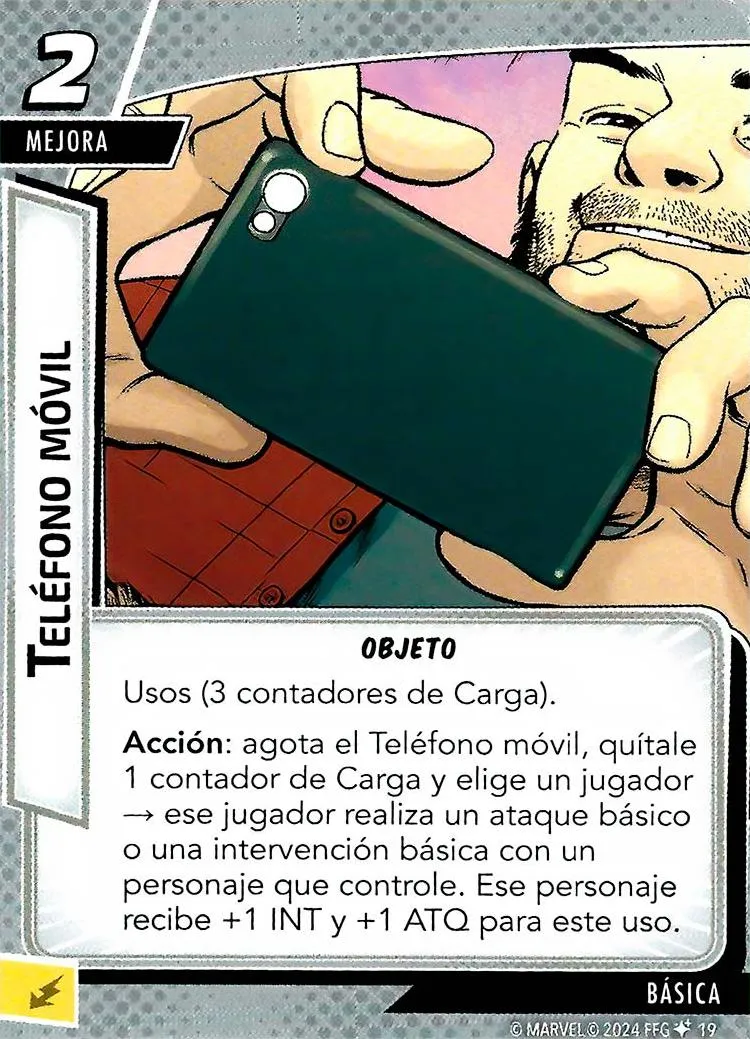 2
MEJORA
TELÉFONO MÓVIL
OBJETO
Usos (3 contadores de Carga).
Acción: agota el Teléfono móvil, quítale
1 contador de Carga y elige un jugador
→ ese jugador realiza un ataque básico
o una intervención básica con un
personaje que controle. Ese personaje
recibe +1 INT y +1 ATQ para este uso.
BÁSICA
© MARVEL © 2024 FFG 19